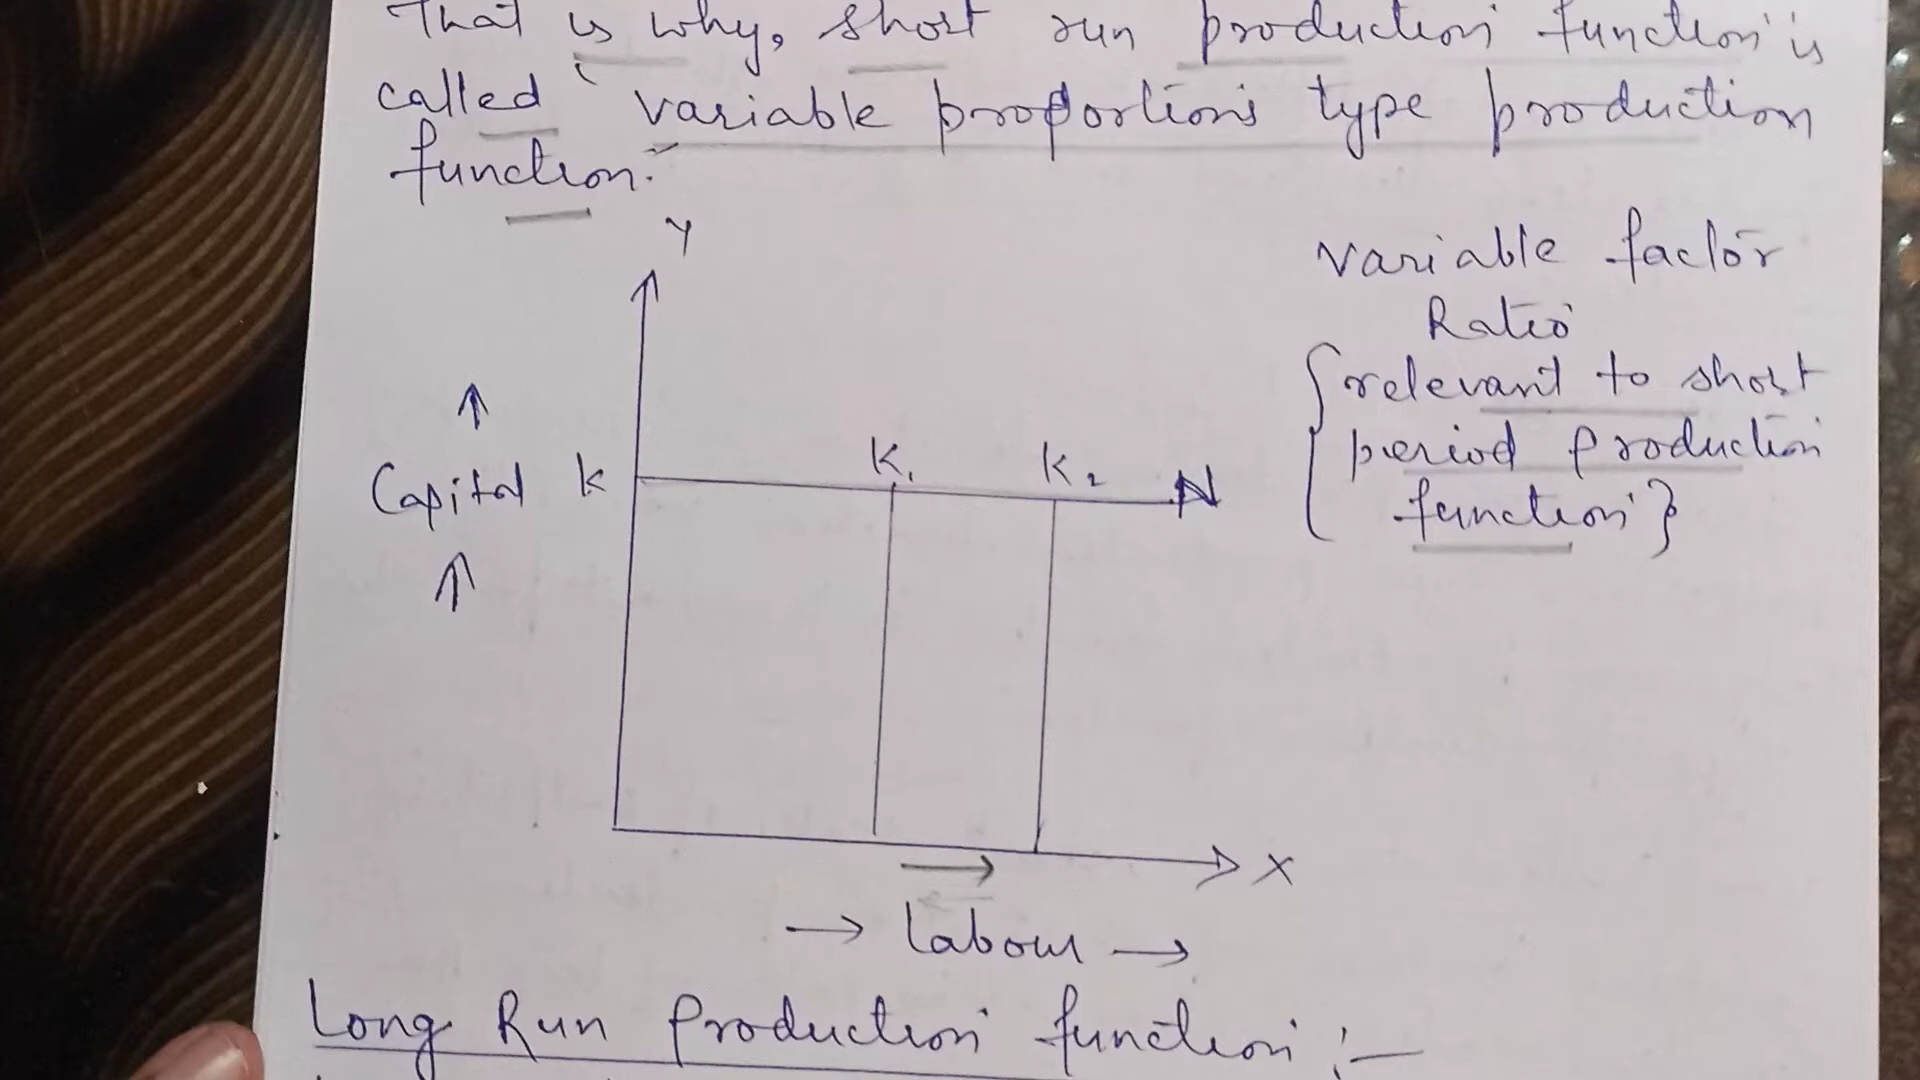 That is why, short run production function is
called "variable proportions type production
function."
Y
variable factor
Ratio
{relevant to short
period production
function}
Capital K K1 K2 N
X
→ Labour →
Long Run Production function :-